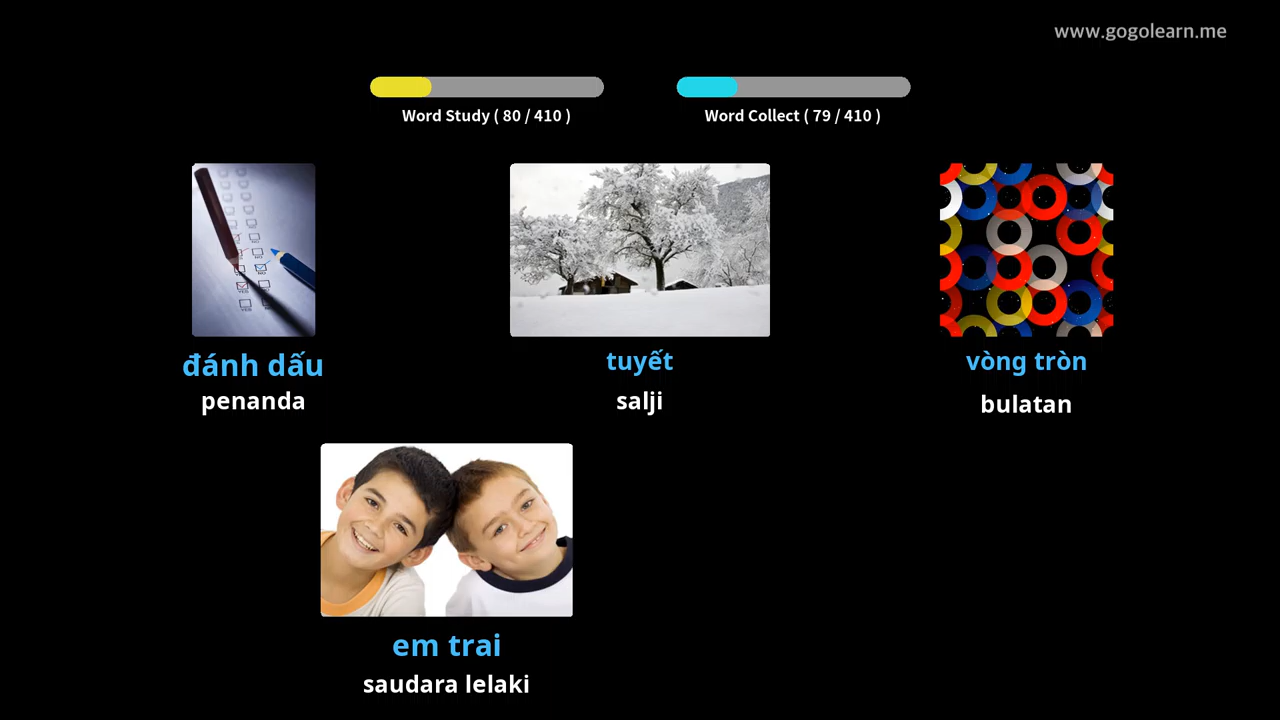 www.gogolearn.me
Word Study ( 80 / 410 )
Word Collect ( 79 / 410 )
đánh dấu
penanda
tuyết
salji
vòng tròn
bulatan
em trai
saudara lelaki